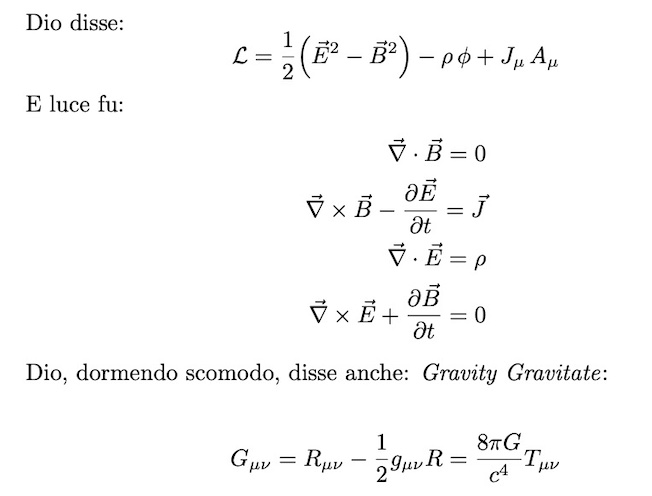 Dio disse:
ℒ = 1/2 (E⃗² − B⃗²) − ρ ϕ + J_μ A_μ
E luce fu:
∇⃗ · B⃗ = 0
∇⃗ × B⃗ − ∂E⃗/∂t = J⃗
∇⃗ · E⃗ = ρ
∇⃗ × E⃗ + ∂B⃗/∂t = 0
Dio, dormendo scomodo, disse anche: Gravity Gravitate:
G_μν = R_μν − 1/2 g_μν R = 8πG/c⁴ T_μν